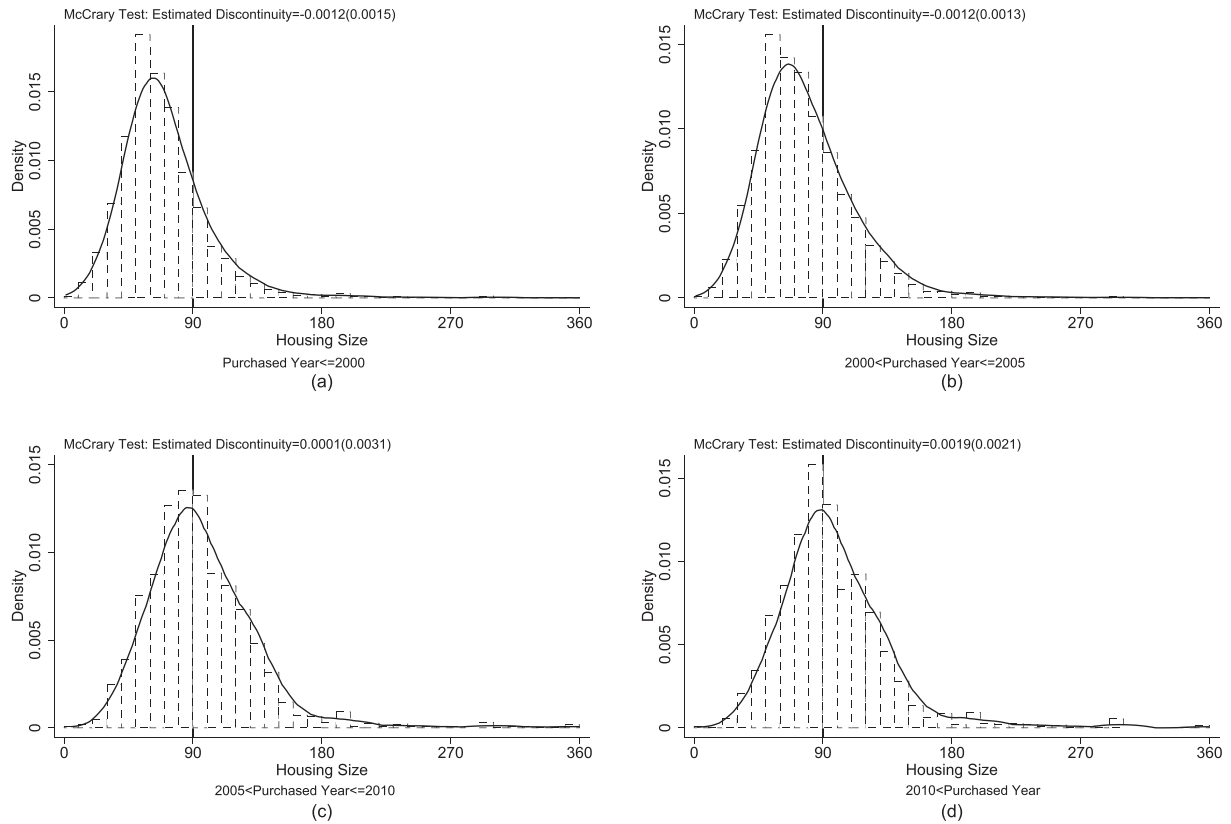 McCrary Test: Estimated Discontinuity=-0.0012(0.0015)
Density
0.015
0.010
0.005
0
0 90 180 270 360
Housing Size
Purchased Year<=2000
(a)
McCrary Test: Estimated Discontinuity=-0.0012(0.0013)
Density
0.015
0.010
0.005
0
0 90 180 270 360
Housing Size
2000<Purchased Year<=2005
(b)
McCrary Test: Estimated Discontinuity=0.0001(0.0031)
Density
0.015
0.010
0.005
0
0 90 180 270 360
Housing Size
2005<Purchased Year<=2010
(c)
McCrary Test: Estimated Discontinuity=0.0019(0.0021)
Density
0.015
0.010
0.005
0
0 90 180 270 360
Housing Size
2010<Purchased Year
(d)